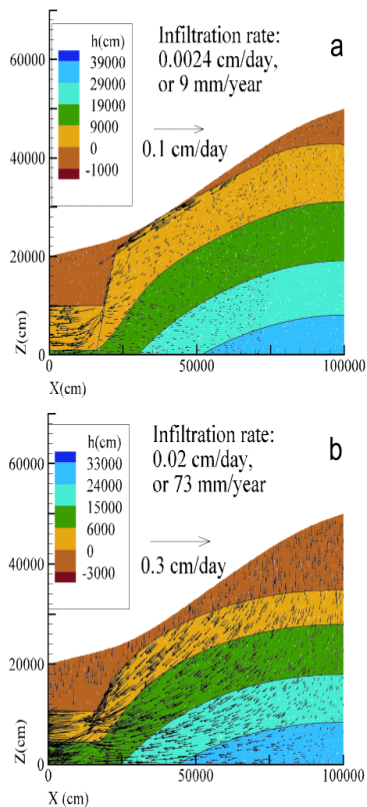 a
Infiltration rate:
0.0024 cm/day,
or 9 mm/year
h(cm)
39000
29000
19000
9000
0
-1000
0.1 cm/day
60000
40000
20000
0
Z(cm)
0
50000
100000
X(cm)
b
Infiltration rate:
0.02 cm/day,
or 73 mm/year
h(cm)
33000
24000
15000
6000
0
-3000
0.3 cm/day
60000
40000
20000
0
Z(cm)
0
50000
100000
X (cm)